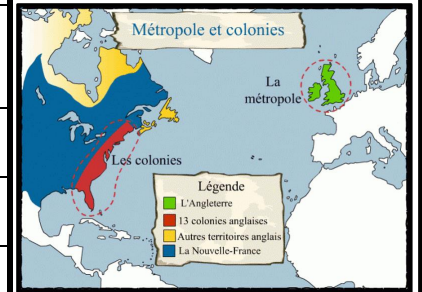 Métropole et colonies
La
métropole
Les colonies
Légende
L'Angleterre
13 colonies anglaises
Autres territoires anglais
La Nouvelle-France